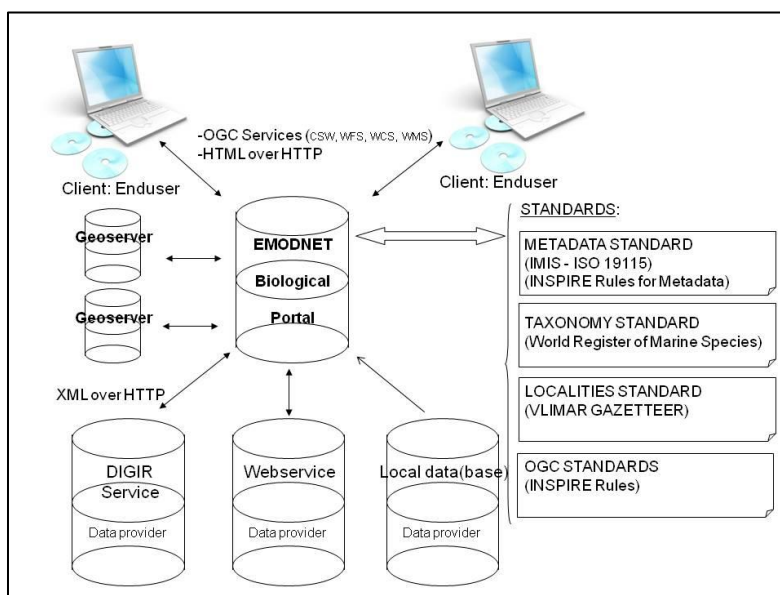 -OGC Services (CSW, WFS, WCS, WMS)
-HTML over HTTP
Client: Enduser
Client: Enduser
Geoserver
Geoserver
EMODNET
Biological
Portal
STANDARDS:
METADATA STANDARD
(IMIS - ISO 19115)
(INSPIRE Rules for Metadata)
TAXONOMY STANDARD
(World Register of Marine Species)
LOCALITIES STANDARD
(VLIMAR GAZETTEER)
OGC STANDARDS
(INSPIRE Rules)
XML over HTTP
DIGIR
Service
Data provider
Webservice
Data provider
Local data(base)
Data provider